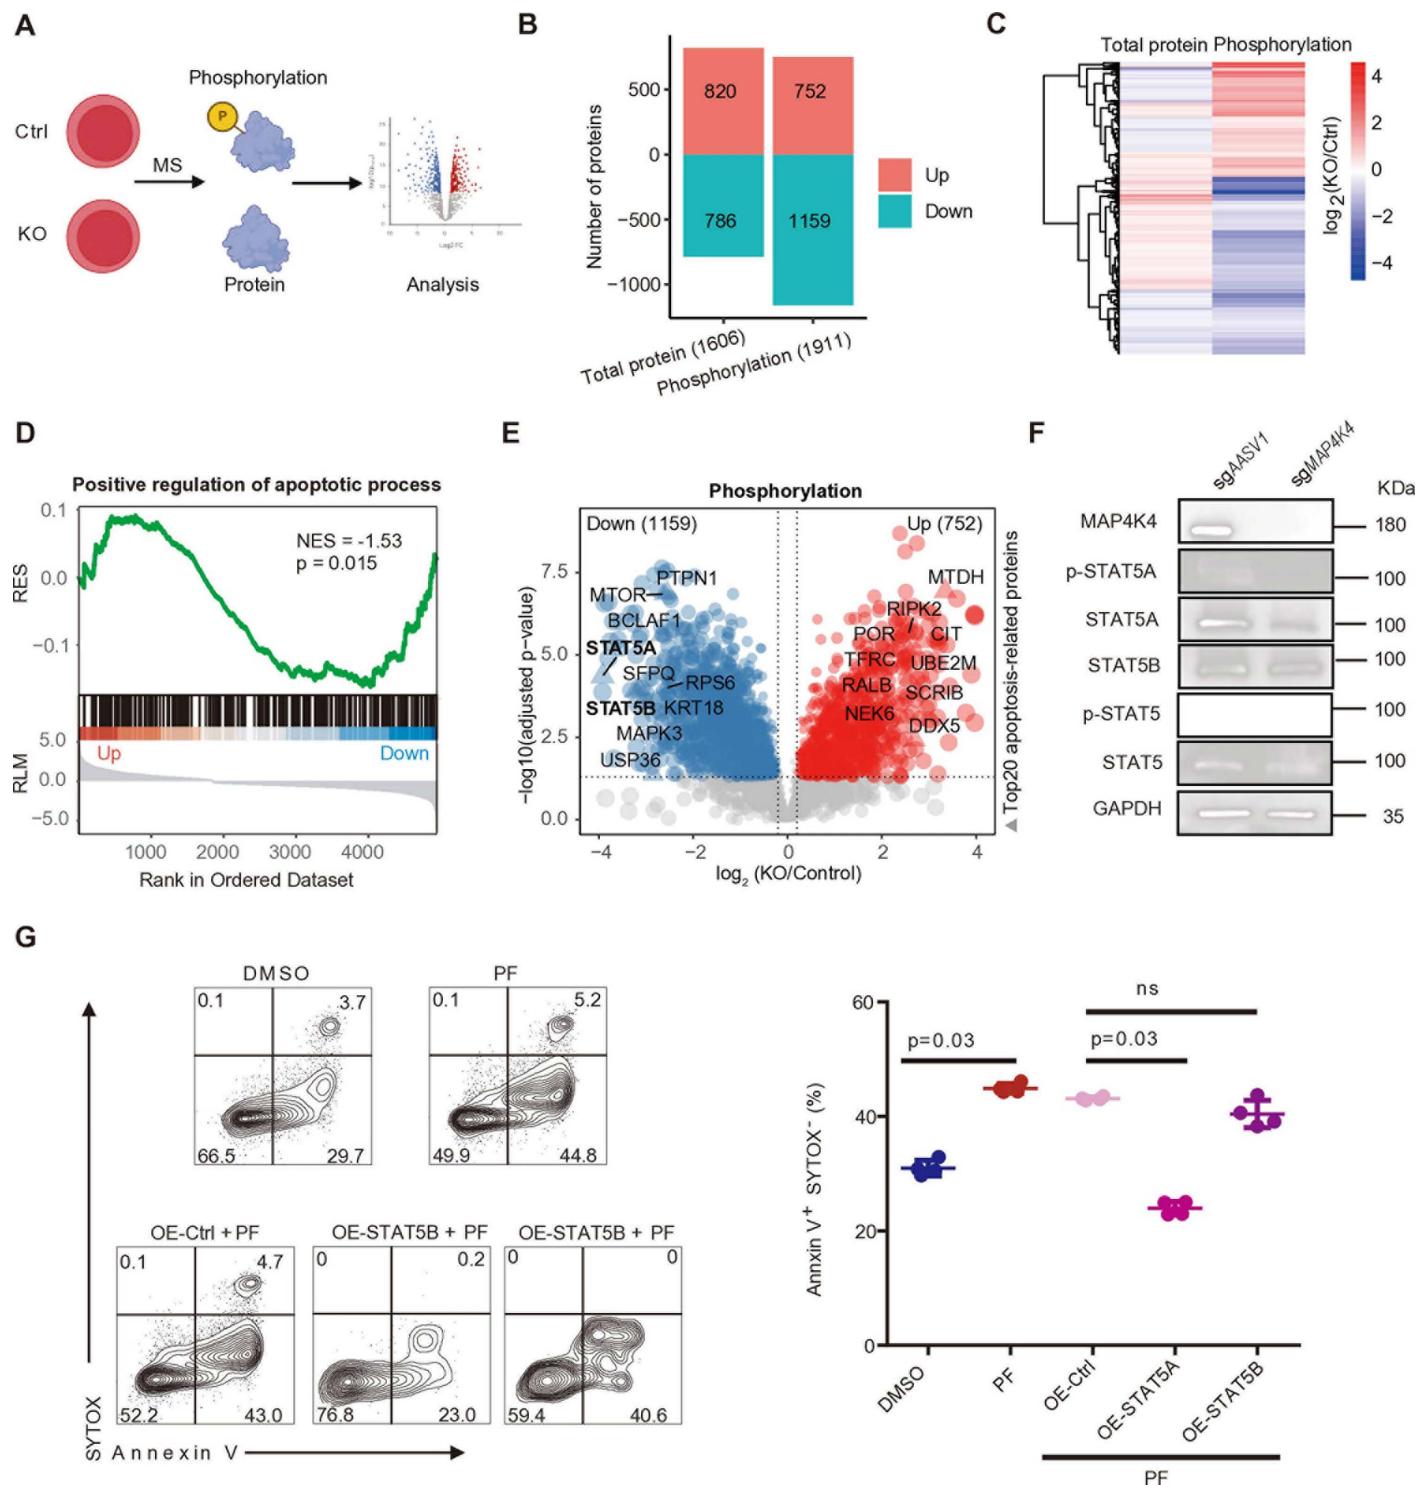 A
Phosphorylation
P
Ctrl
MS
KO
Protein
Analysis
Log2 FC
B
Number of proteins
500
0
−500
−1000
820
752
786
1159
Up
Down
Total protein (1606)
Phosphorylation (1911)
C
Total protein Phosphorylation
4
2
0
−2
−4
log2(KO/Ctrl)
D
Positive regulation of apoptotic process
RES
0.1
0.0
−0.1
NES = -1.53
p = 0.015
RLM
5.0
0.0
−5.0
Up
Down
1000 2000 3000 4000
Rank in Ordered Dataset
E
Phosphorylation
Down (1159)
Up (752)
−log10(adjusted p−value)
7.5
5.0
2.5
0.0
PTPN1
MTOR
BCLAF1
STAT5A
SFPQ
RPS6
STAT5B
KRT18
MAPK3
USP36
MTDH
RIPK2
POR
CIT
TFRC
UBE2M
RALB
SCRIB
NEK6
DDX5
−4 −2 0 2 4
log2 (KO/Control)
▲ Top20 apoptosis-related proteins
F
sgAASV1
sgMAP4K4
KDa
MAP4K4 180
p-STAT5A 100
STAT5A 100
STAT5B 100
p-STAT5 100
STAT5 100
GAPDH 35
G
DMSO
0.1 3.7
66.5 29.7
PF
0.1 5.2
49.9 44.8
OE-Ctrl + PF
0.1 4.7
52.2 43.0
OE-STAT5B + PF
0 0.2
76.8 23.0
OE-STAT5B + PF
0 0
59.4 40.6
SYTOX
Annexin V
Annxin V+ SYTOX- (%)
60
40
20
0
p=0.03
ns
p=0.03
DMSO
PF
OE-Ctrl
OE-STAT5A
OE-STAT5B
PF